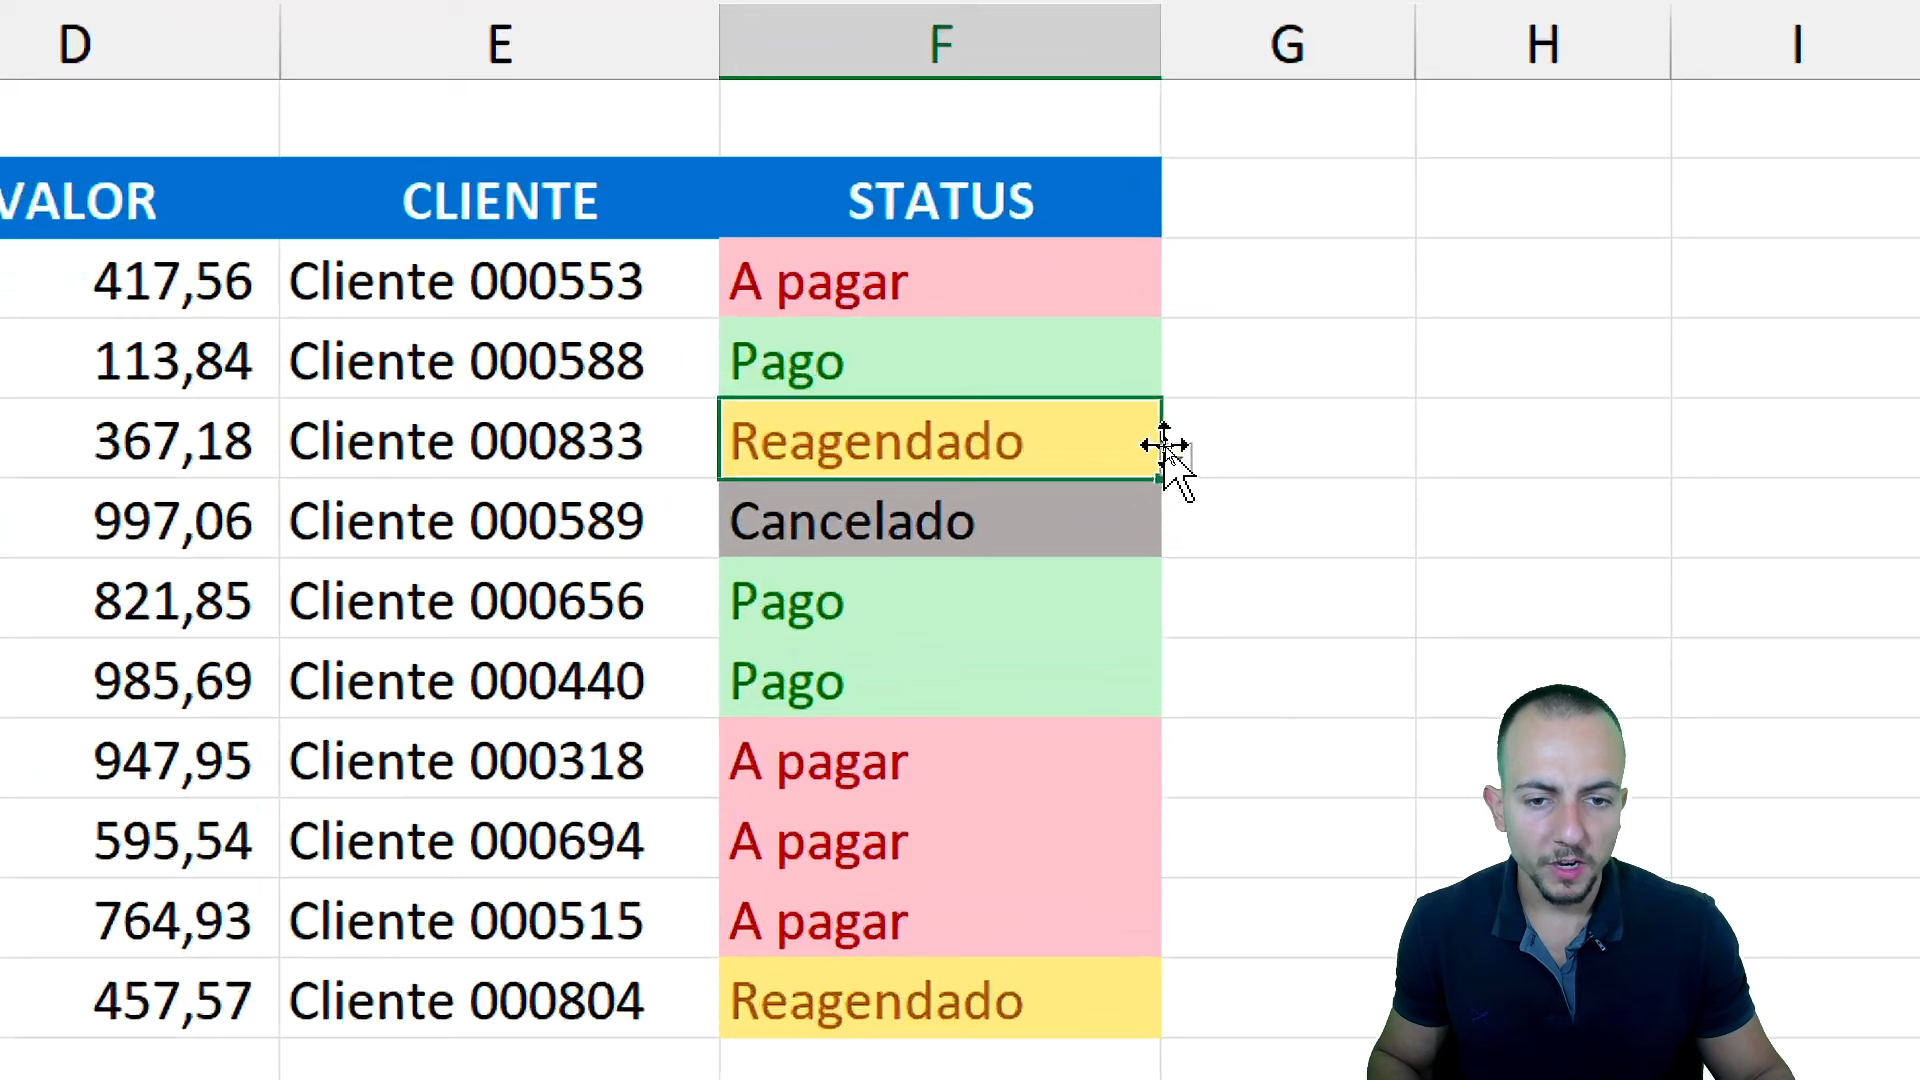 D E F G H I
VALOR CLIENTE STATUS
417,56 Cliente 000553 A pagar
113,84 Cliente 000588 Pago
367,18 Cliente 000833 Reagendado
997,06 Cliente 000589 Cancelado
821,85 Cliente 000656 Pago
985,69 Cliente 000440 Pago
947,95 Cliente 000318 A pagar
595,54 Cliente 000694 A pagar
764,93 Cliente 000515 A pagar
457,57 Cliente 000804 Reagendado